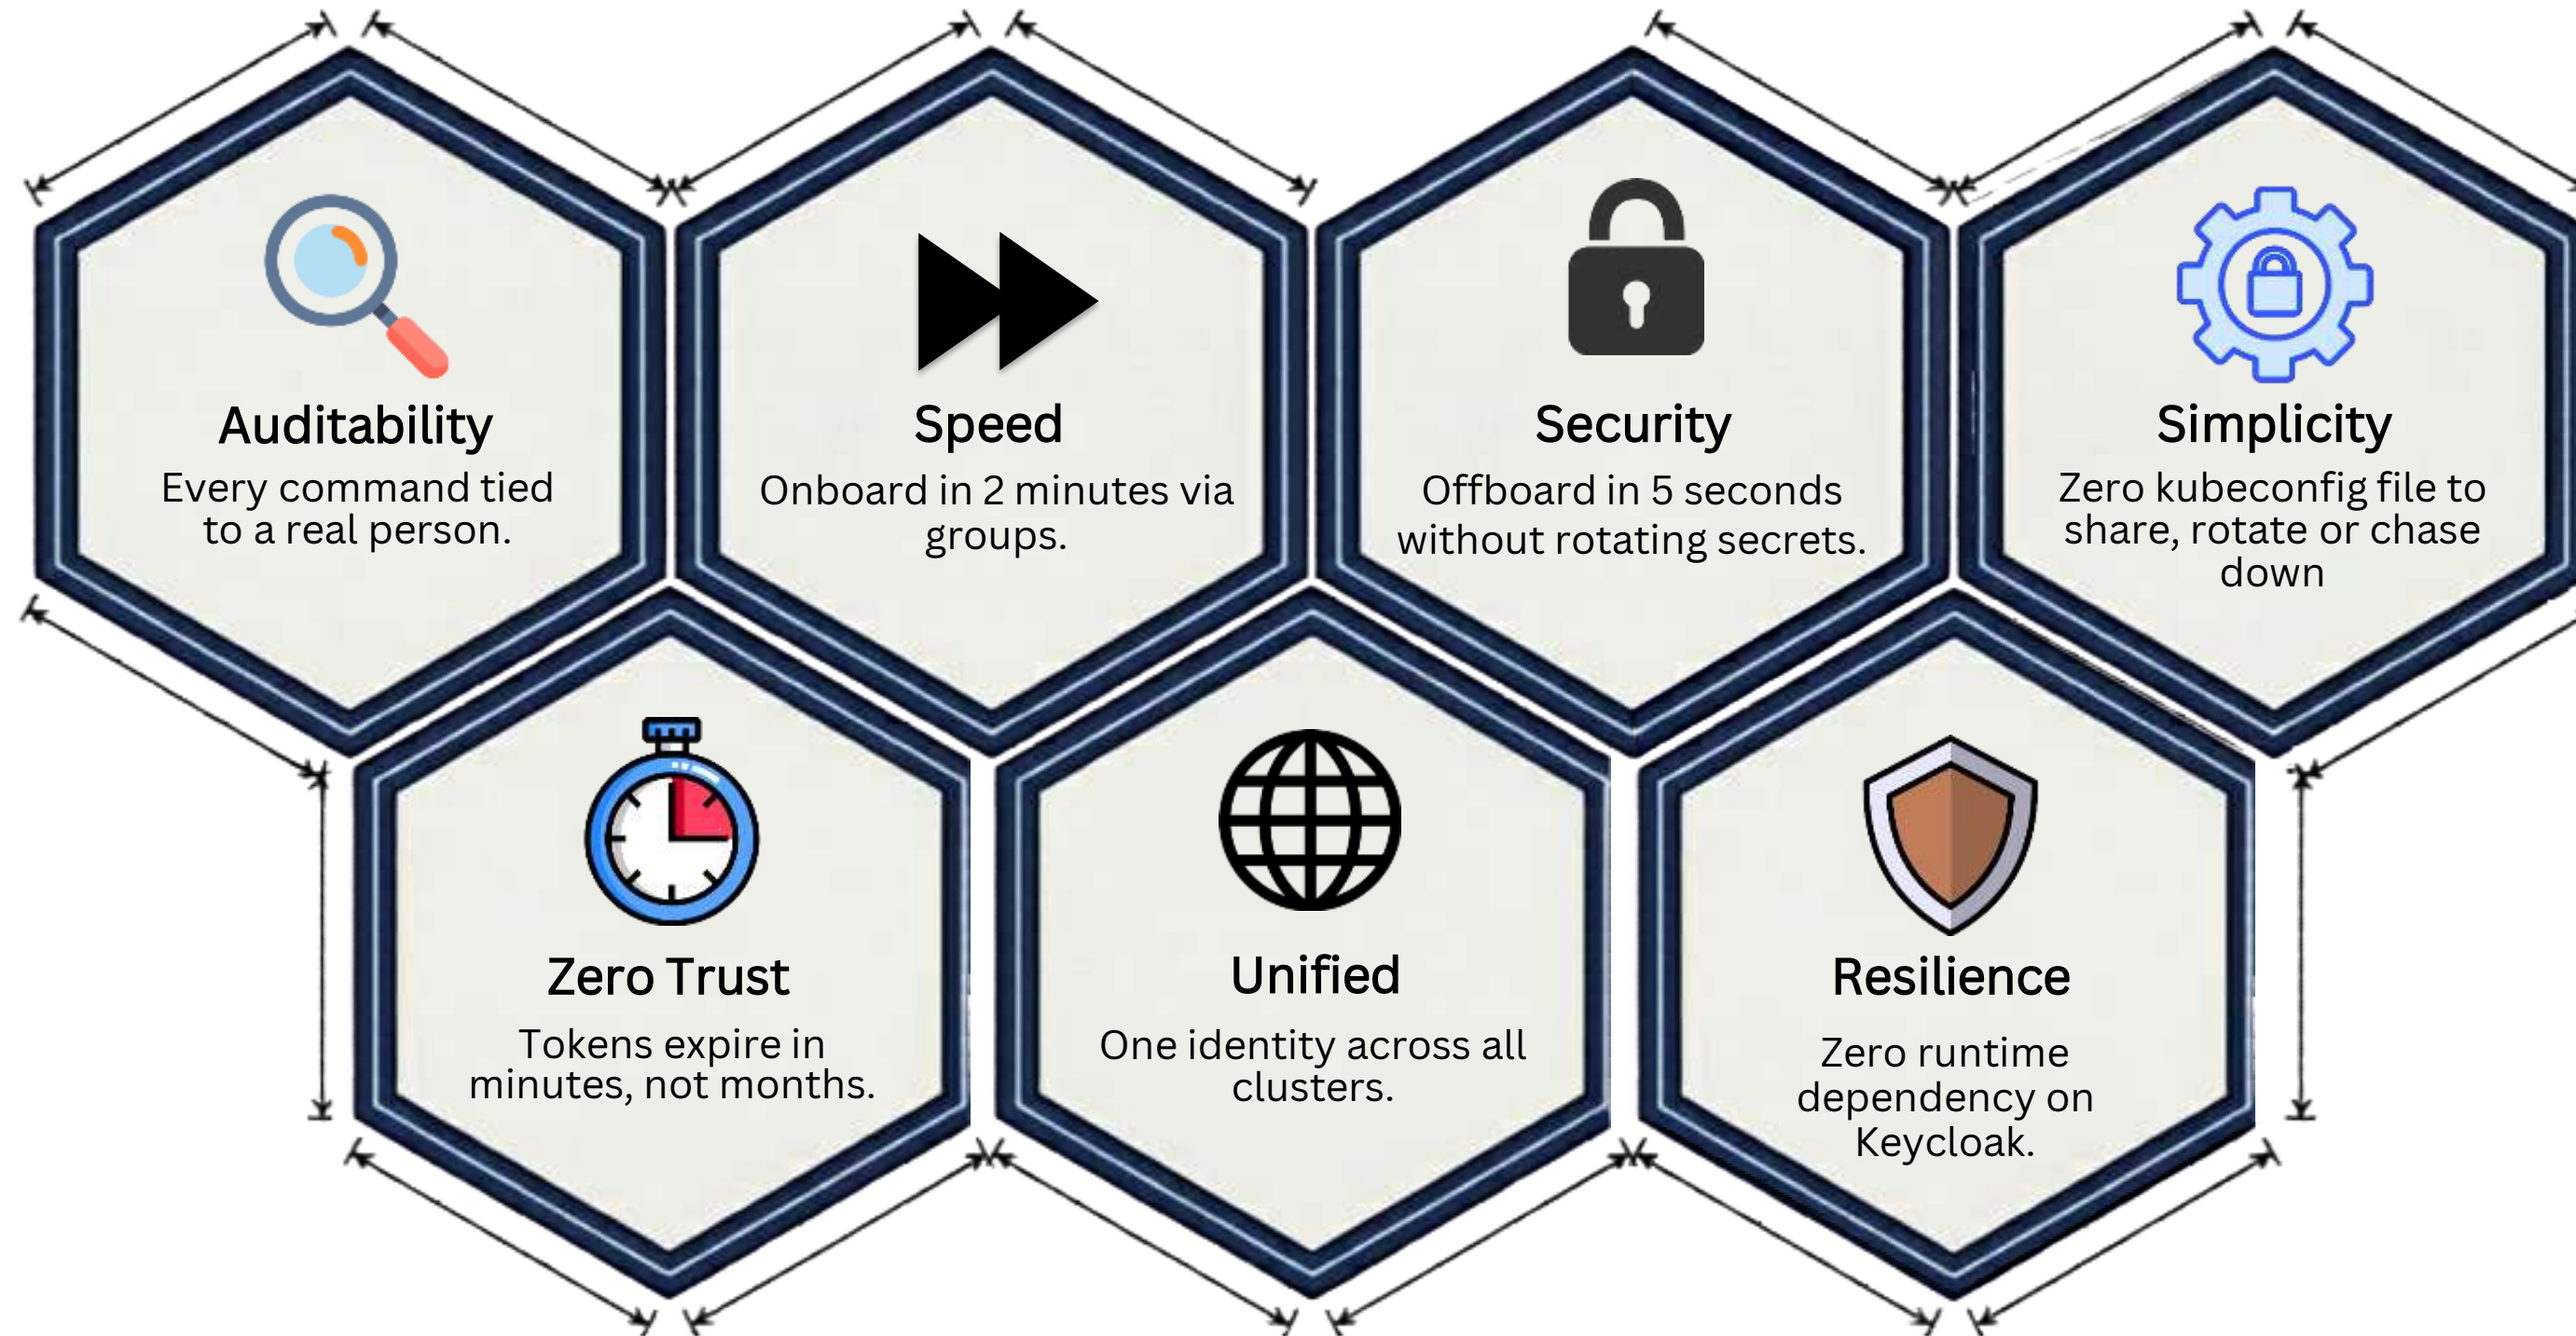 Auditability
Every command tied
to a real person.
Speed
Onboard in 2 minutes via
groups.
Security
Offboard in 5 seconds
without rotating secrets.
Simplicity
Zero kubeconfig file to
share, rotate or chase
down
Zero Trust
Tokens expire in
minutes, not months.
Unified
One identity across all
clusters.
Resilience
Zero runtime
dependency on
Keycloak.